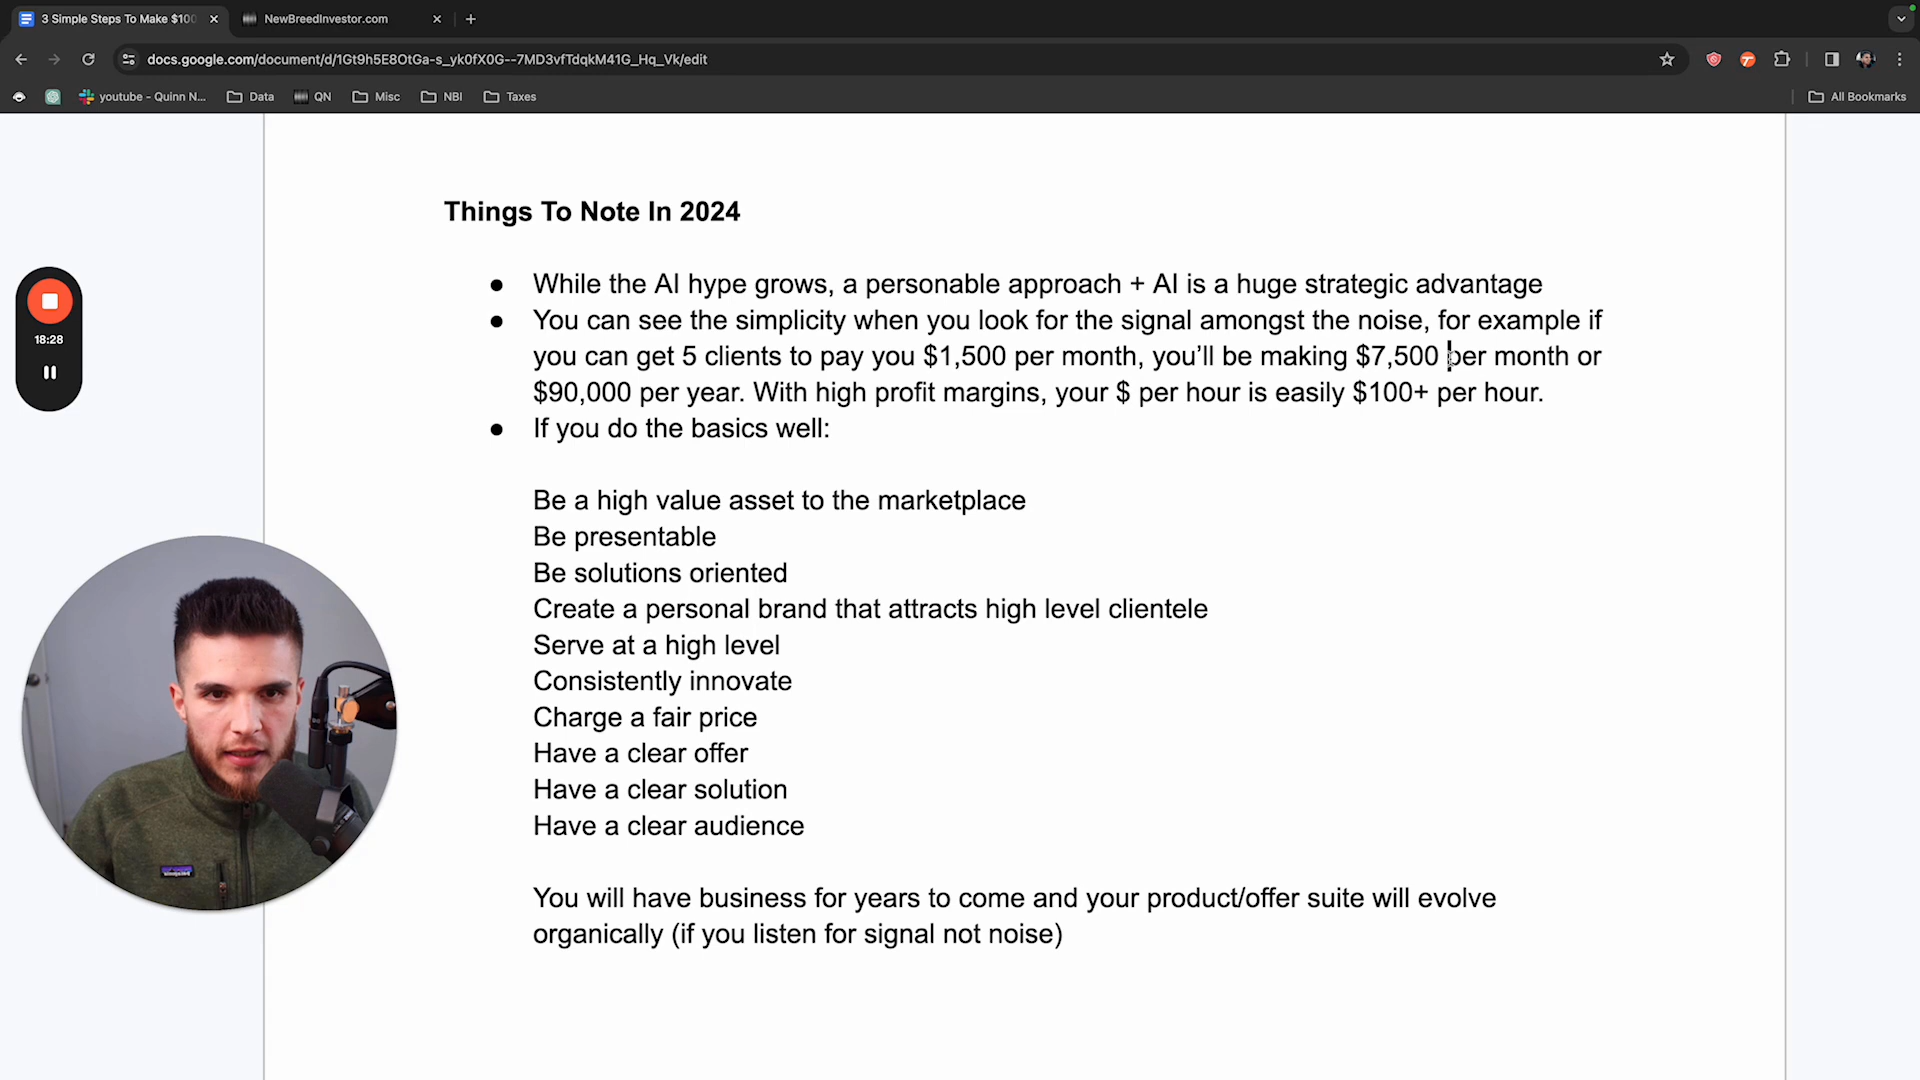 3 Simple Steps To Make $100
NewBreedInvestor.com
docs.google.com/document/d/1Gt9h5E8OtGa-s_yk0fX0G--7MD3vfTdqkM41G_Hq_Vk/edit
youtube - Quinn N...
Data
QN
Misc
NBI
Taxes
All Bookmarks
Things To Note In 2024
● While the AI hype grows, a personable approach + AI is a huge strategic advantage
● You can see the simplicity when you look for the signal amongst the noise, for example if
you can get 5 clients to pay you $1,500 per month, you’ll be making $7,500 per month or
$90,000 per year. With high profit margins, your $ per hour is easily $100+ per hour.
● If you do the basics well:
18:28
Be a high value asset to the marketplace
Be presentable
Be solutions oriented
Create a personal brand that attracts high level clientele
Serve at a high level
Consistently innovate
Charge a fair price
Have a clear offer
Have a clear solution
Have a clear audience
You will have business for years to come and your product/offer suite will evolve
organically (if you listen for signal not noise)